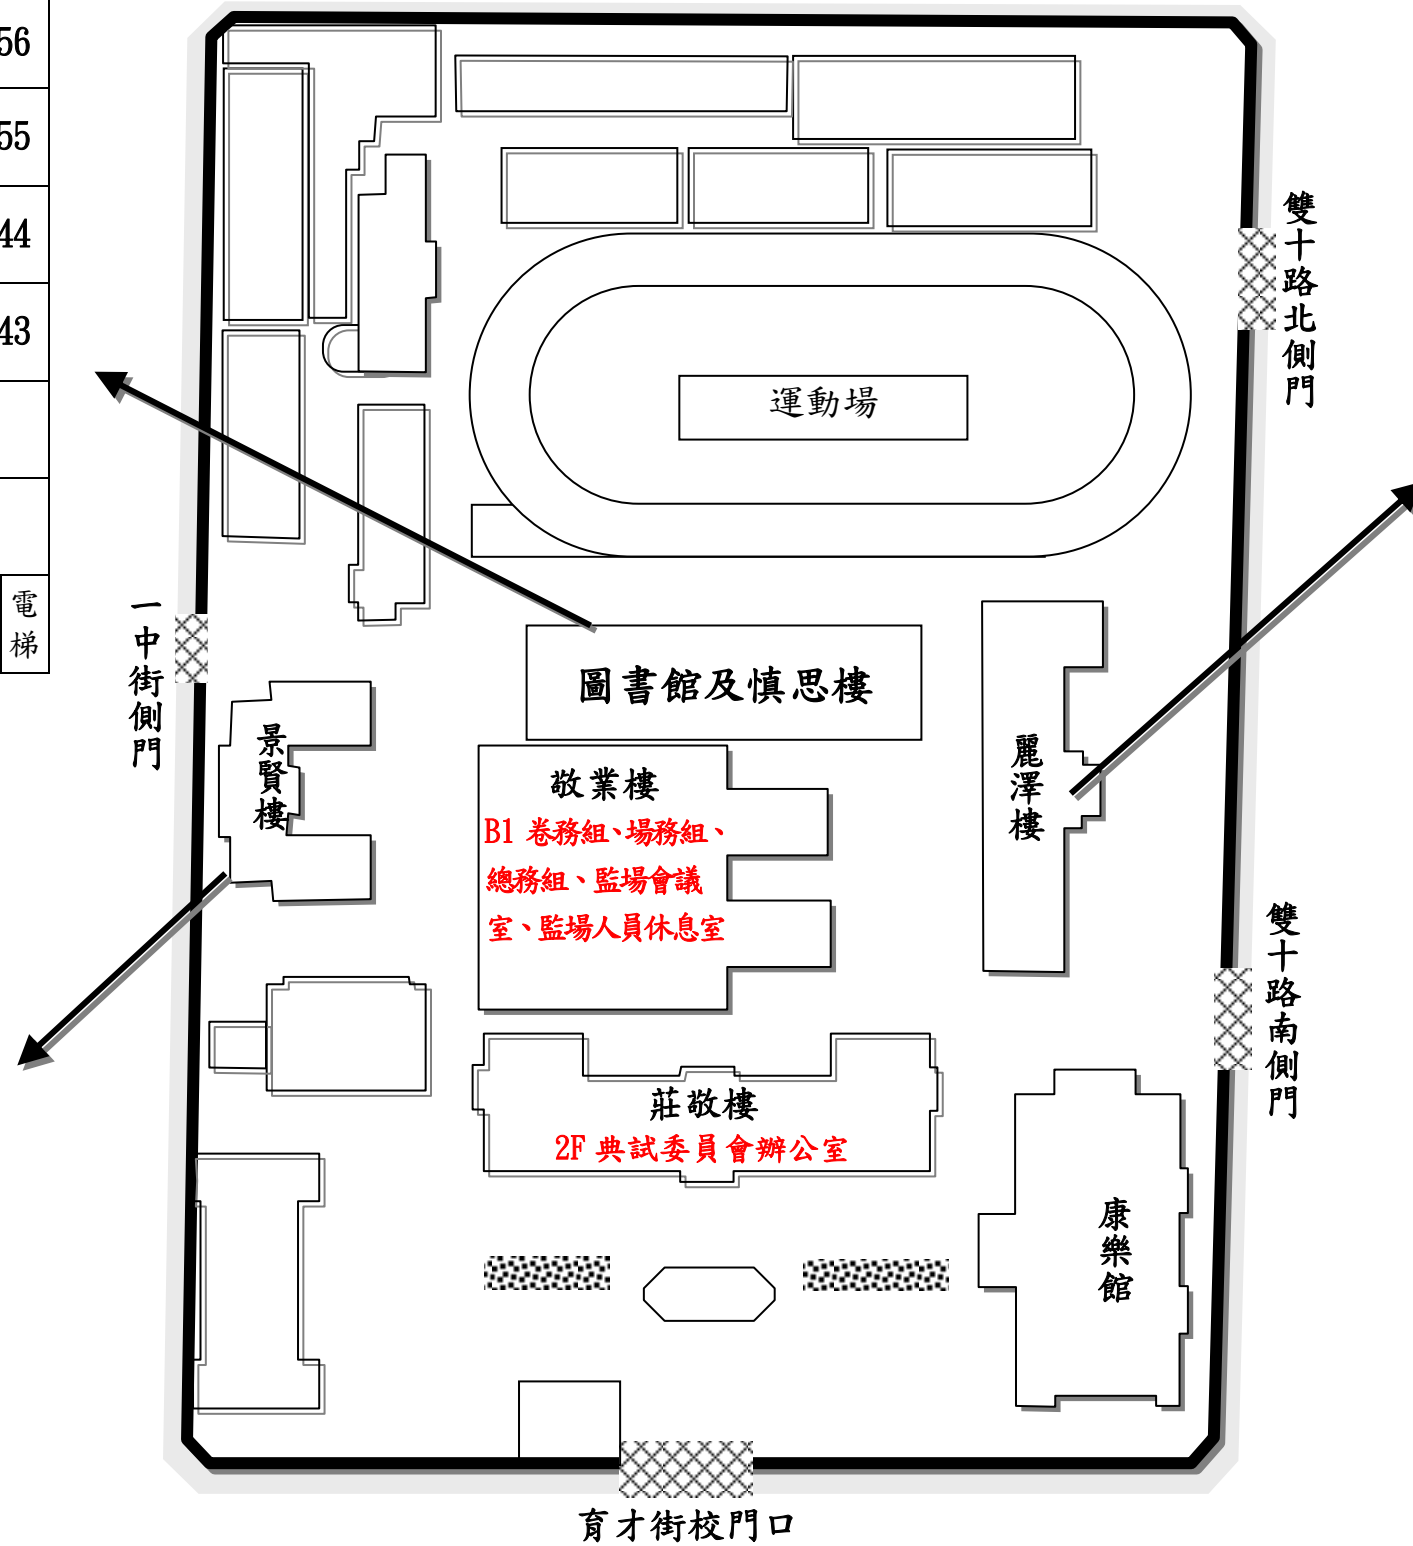 56
55
44
43
電
梯
雙十路北側門
運動場
一中街側門
圖書館及慎思樓
景賢樓
敬業樓
B1 卷務組、場務組、
總務組、監場會議
室、監場人員休息室
麗澤樓
雙十路南側門
莊敬樓
2F 典試委員會辦公室
康樂館
育才街校門口